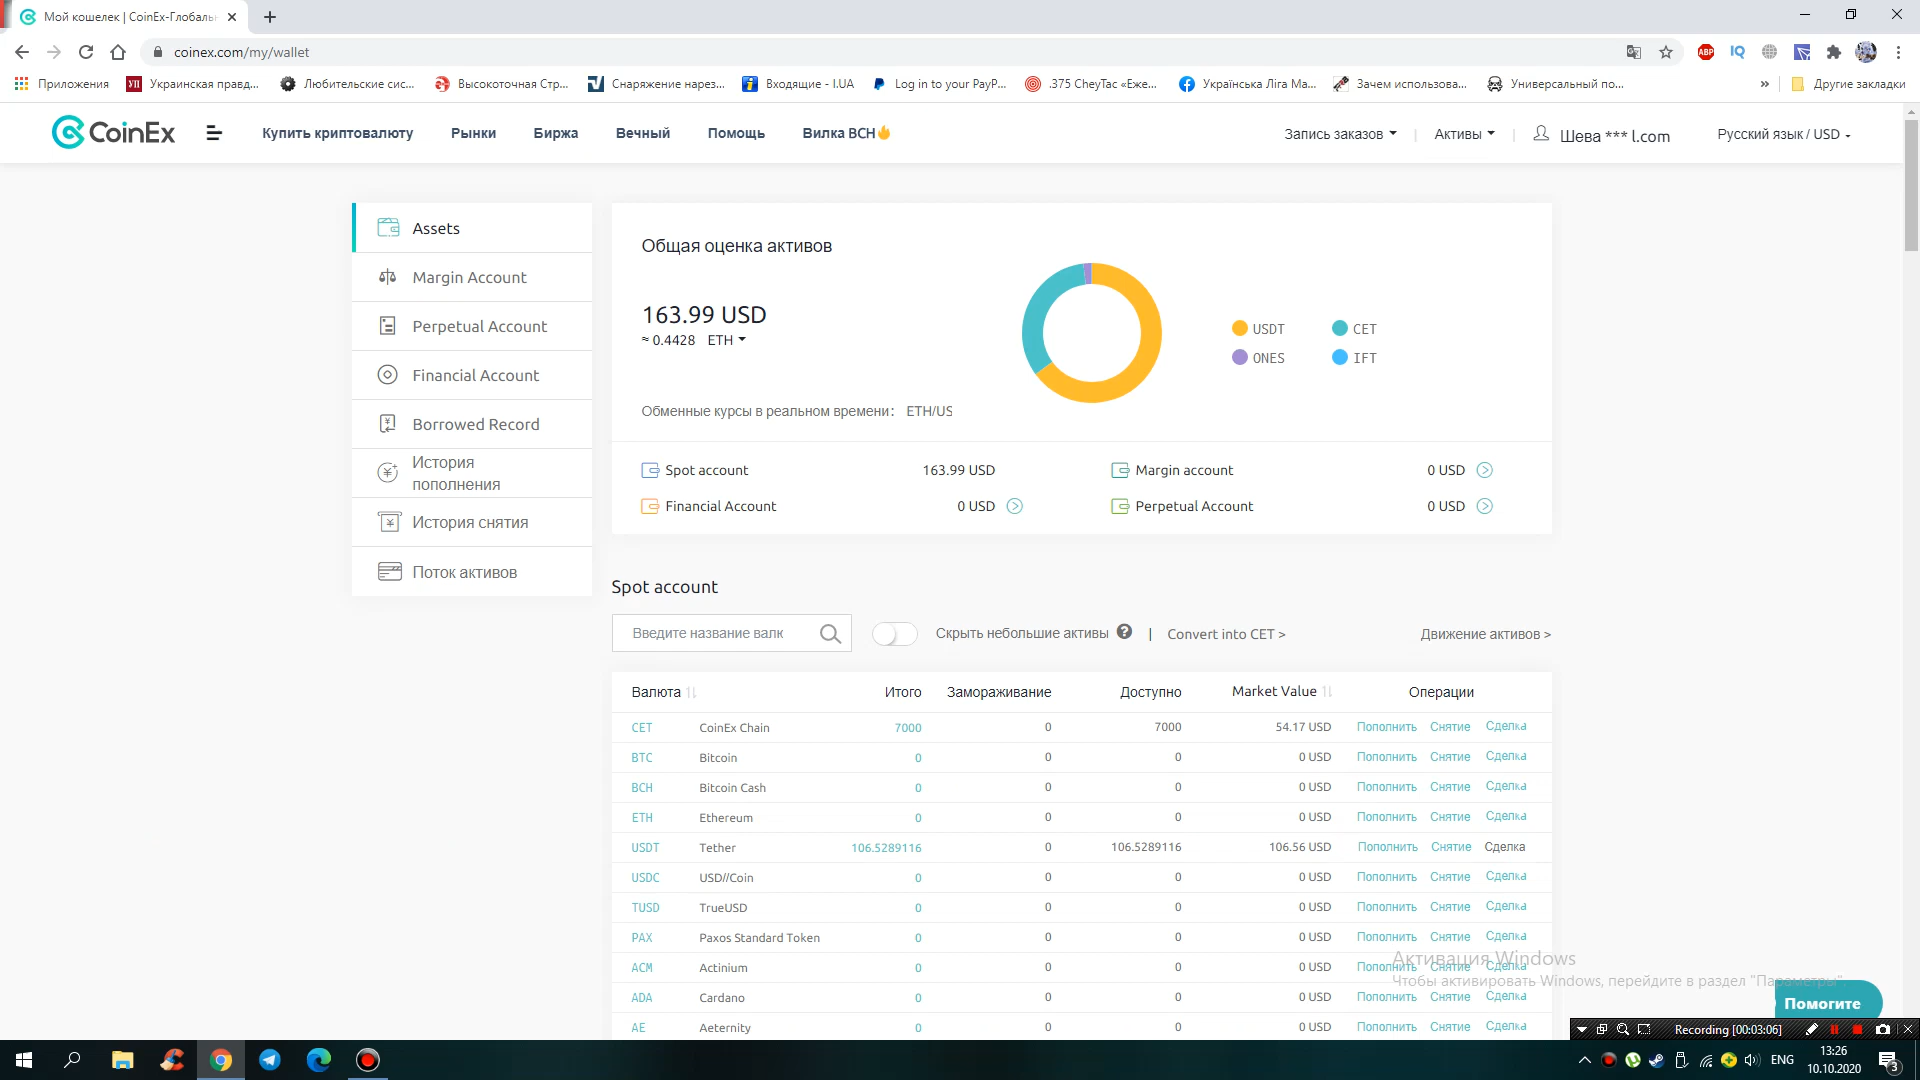 Мой кошелек | CoinEx-Глобальн
coinex.com/my/wallet
ABP
IQ
Приложения
УП
Украинская правд...
Любительские сис...
Высокоточная Стр...
Снаряжение нарез...
Входящие - I.UA
Log in to your PayP...
.375 CheyTac «Еже...
Українська Ліга Ма...
Зачем использова...
Универсальный по...
»
Другие закладки
CoinEx
Купить криптовалюту
Рынки
Биржа
Вечный
Помощь
Вилка BCH
Запись заказов
Активы
Шева *** l.com
Русский язык / USD
Assets
Margin Account
Perpetual Account
Financial Account
Borrowed Record
История
пополнения
История снятия
Поток активов
Общая оценка активов
163.99 USD
≈ 0.4428 ETH
Обменные курсы в реальном времени: ETH/US
USDT CET
ONES IFT
Spot account 163.99 USD Margin account 0 USD
Financial Account 0 USD Perpetual Account 0 USD
Spot account
Введите название валк
Скрыть небольшие активы ? | Convert into CET >
Движение активов >
Валюта Итого Замораживание Доступно Market Value Операции
CET CoinEx Chain 7000 0 7000 54.17 USD Пополнить Снятие Сделка
BTC Bitcoin 0 0 0 0 USD Пополнить Снятие Сделка
BCH Bitcoin Cash 0 0 0 0 USD Пополнить Снятие Сделка
ETH Ethereum 0 0 0 0 USD Пополнить Снятие Сделка
USDT Tether 106.5289116 0 106.5289116 106.56 USD Пополнить Снятие Сделка
USDC USD//Coin 0 0 0 0 USD Пополнить Снятие Сделка
TUSD TrueUSD 0 0 0 0 USD Пополнить Снятие Сделка
PAX Paxos Standard Token 0 0 0 0 USD Пополнить Снятие Сделка
ACM Actinium 0 0 0 0 USD Пополнить Снятие Сделка
ADA Cardano 0 0 0 0 USD Пополнить Снятие Сделка
AE Aeternity 0 0 0 0 USD Пополнить Снятие Сделка
Активация Windows
Чтобы активировать Windows, перейдите в раздел "Параметры".
Помогите
Recording [00:03:06]
ENG
13:26
10.10.2020
3